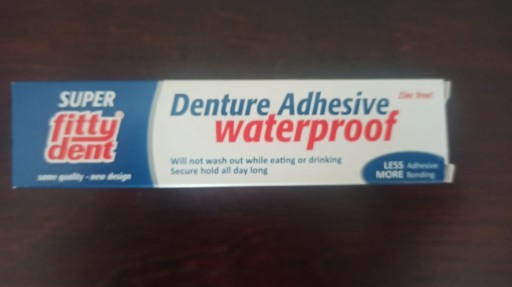 SUPER
fitty
dent
same quality - new design
Denture Adhesive
Zinc free!
waterproof
Will not wash out while eating or drinking
Secure hold all day long
LESS Adhesive
MORE Bonding